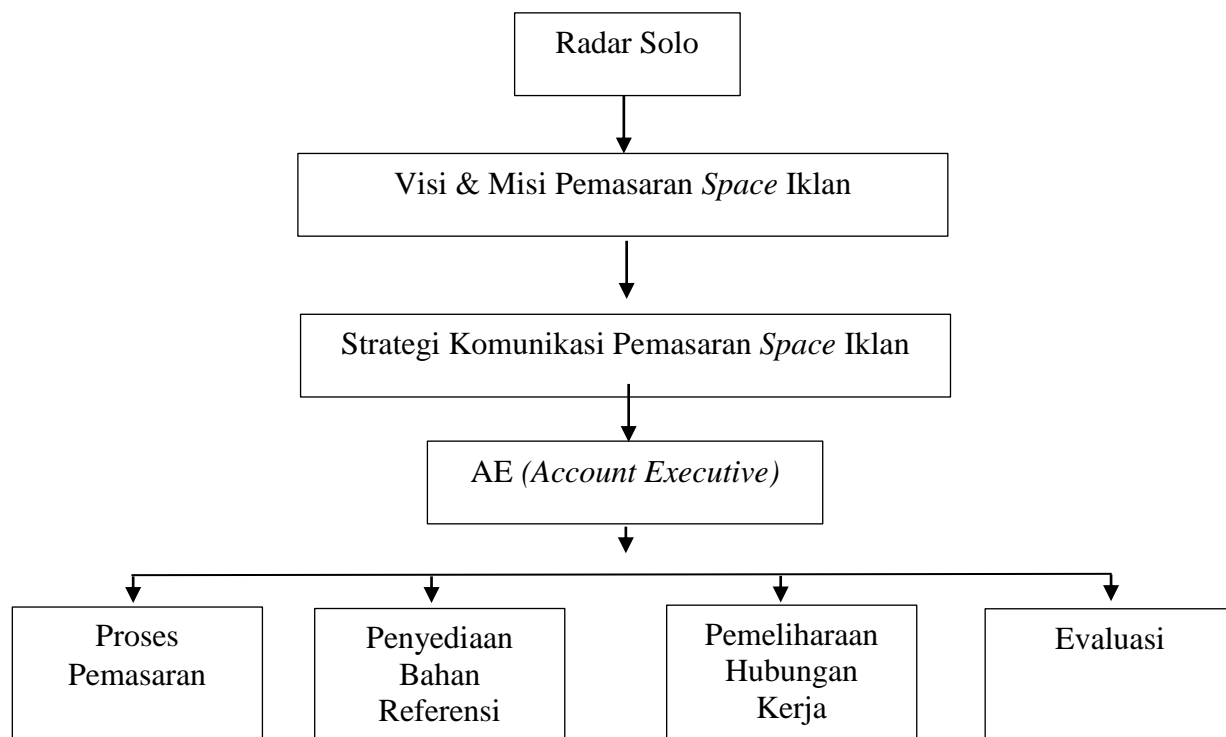 Radar Solo
Visi & Misi Pemasaran Space Iklan
Strategi Komunikasi Pemasaran Space Iklan
AE (Account Executive)
Proses
Pemasaran
Penyediaan
Bahan
Referensi
Pemeliharaan
Hubungan
Kerja
Evaluasi